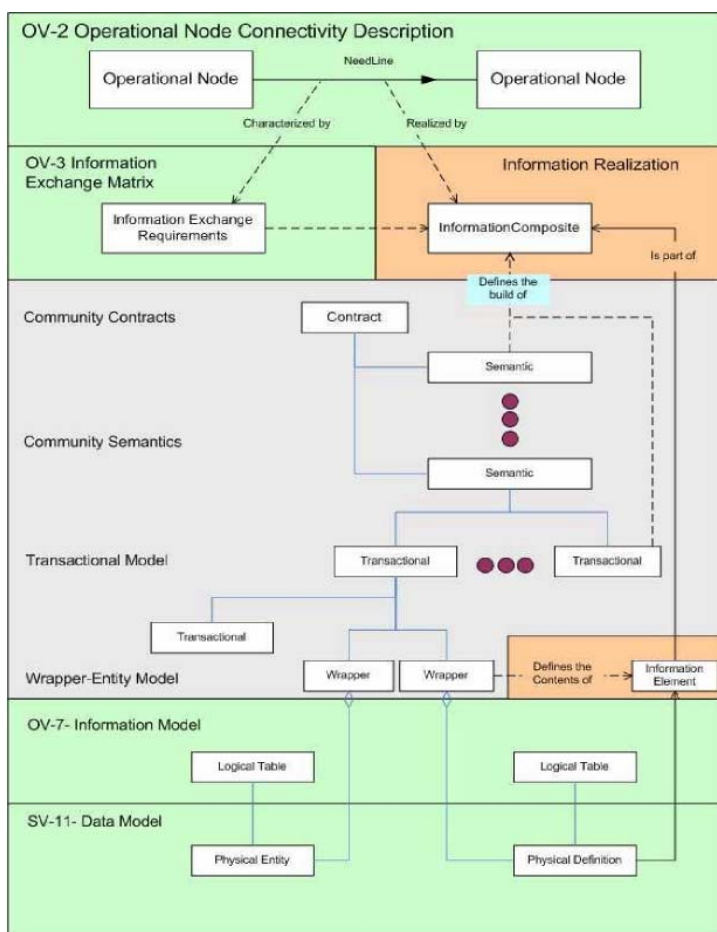 OV-2 Operational Node Connectivity Description
NeedLine
Operational Node
Operational Node
Characterized by
Realized by
OV-3 Information
Exchange Matrix
Information Realization
Information Exchange
Requirements
InformationComposite
Is part of
Defines the
build of
Community Contracts
Contract
Semantic
Community Semantics
Semantic
Transactional Model
Transactional
Transactional
Transactional
Wrapper-Entity Model
Wrapper
Wrapper
Defines the
Contents of
Information
Element
OV-7- Information Model
Logical Table
Logical Table
SV-11- Data Model
Physical Entity
Physical Definition